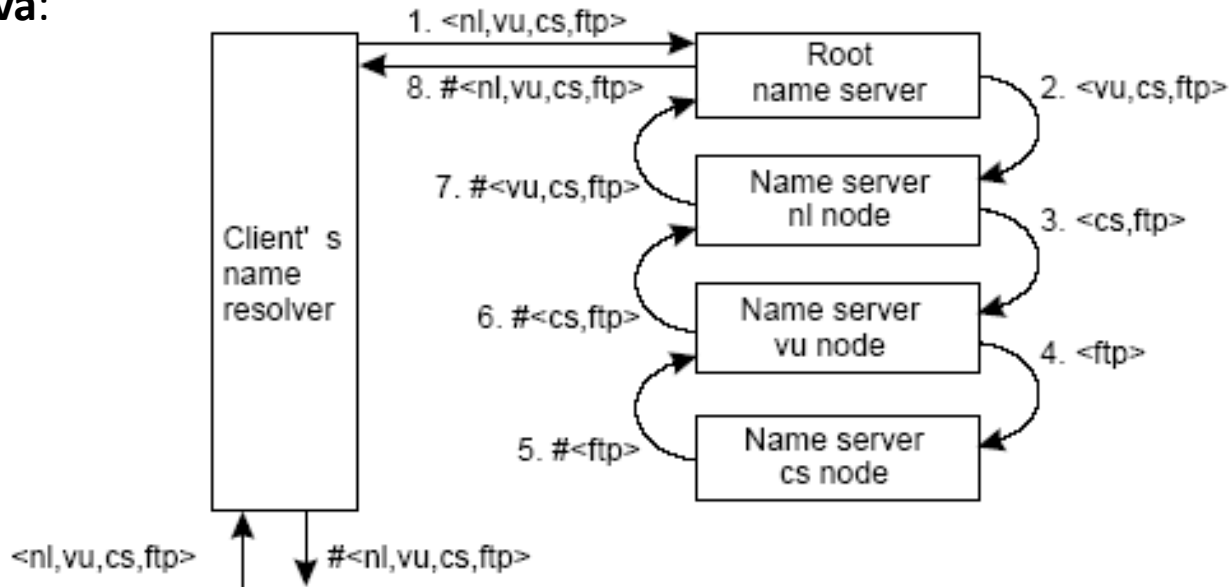 va:
1. <nl,vu,cs,ftp>
8. #<nl,vu,cs,ftp>
Root
name server
2. <vu,cs,ftp>
7. #<vu,cs,ftp>
Name server
nl node
3. <cs,ftp>
Client' s
name
resolver
6. #<cs,ftp>
Name server
vu node
4. <ftp>
5. #<ftp>
Name server
cs node
<nl,vu,cs,ftp>
#<nl,vu,cs,ftp>